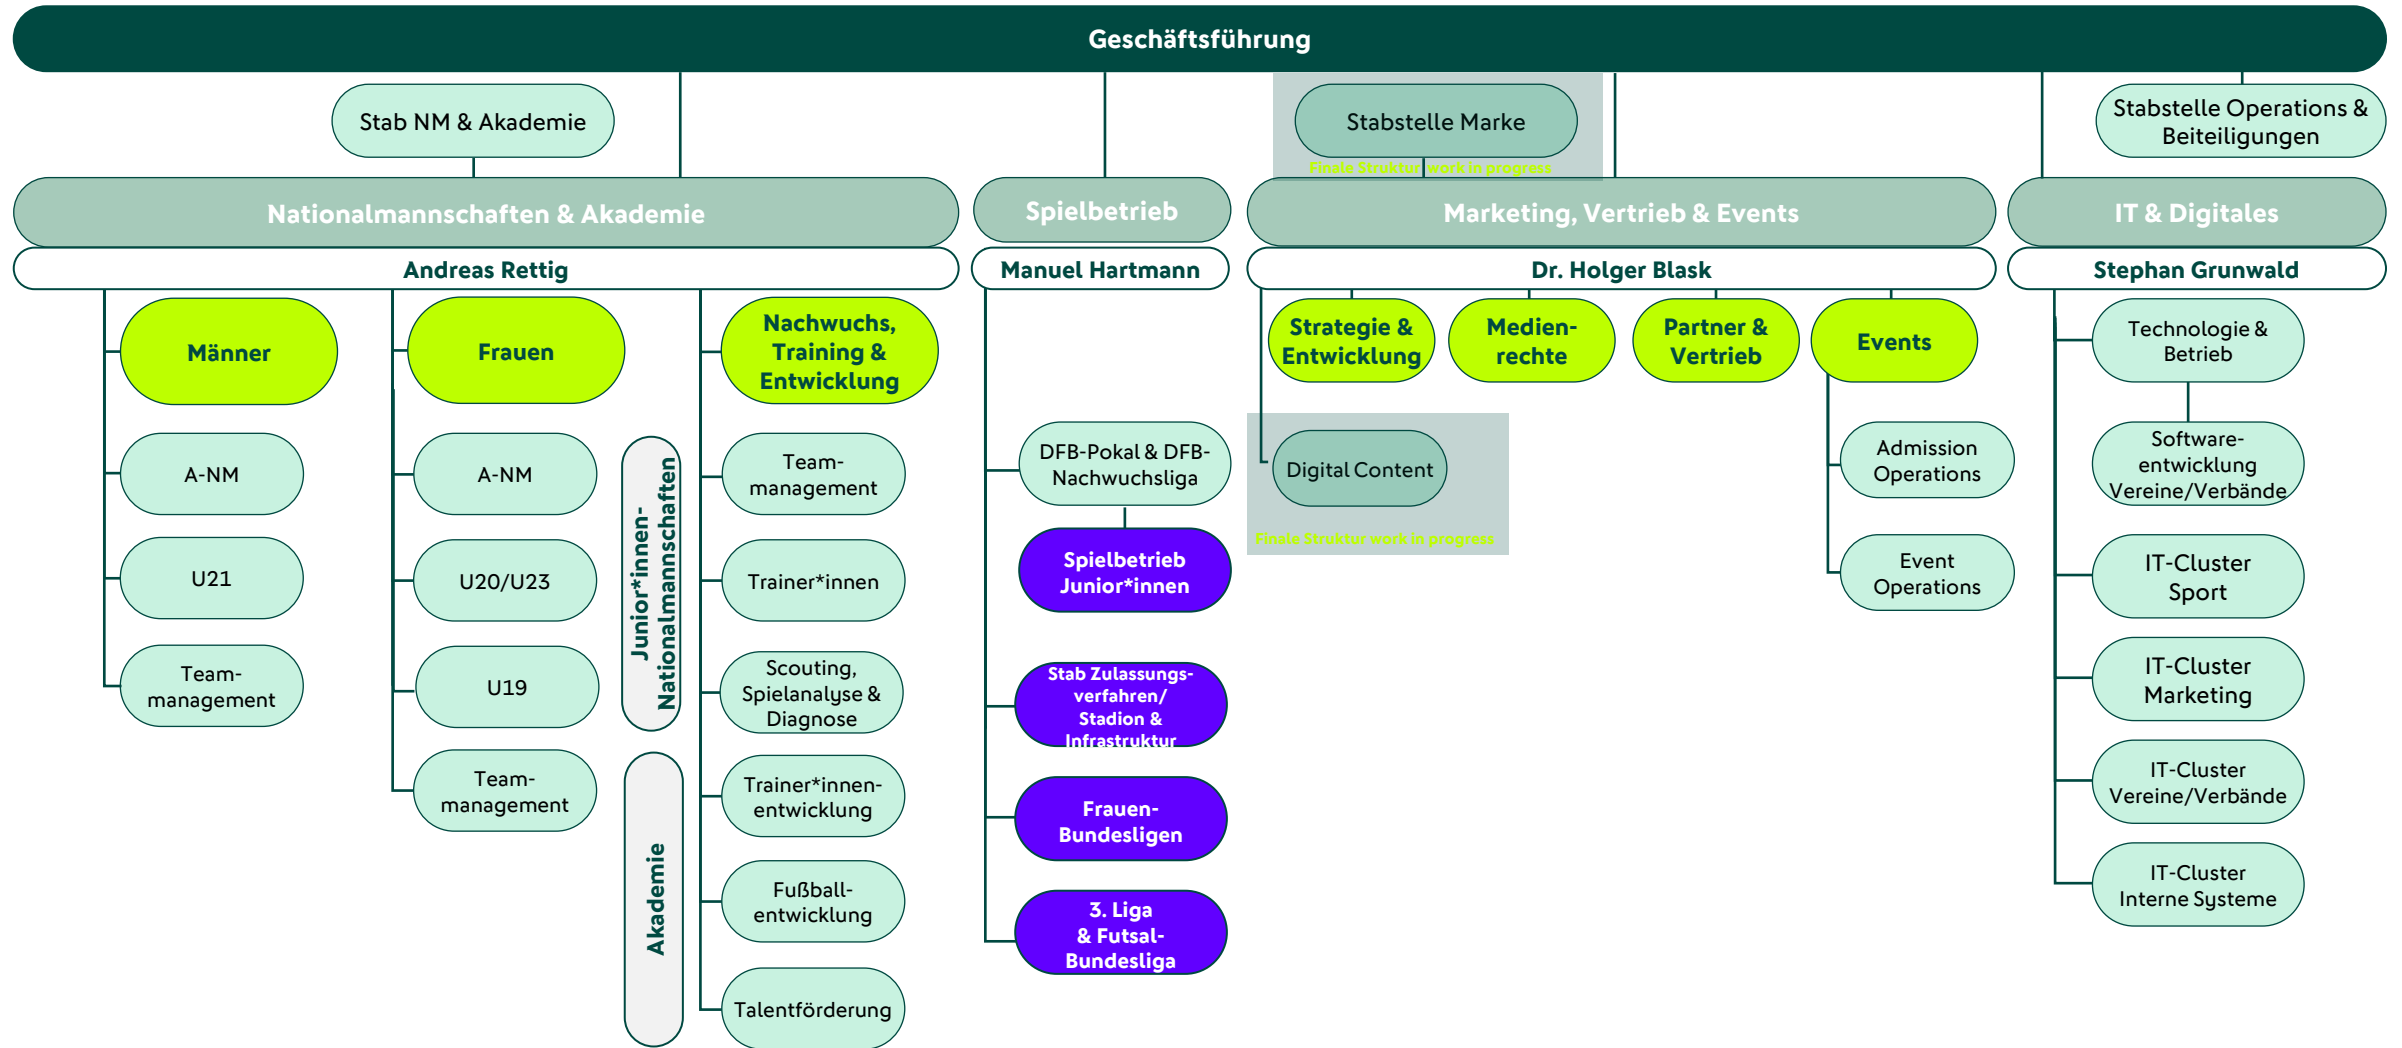 Geschäftsführung
Stab NM & Akademie
Stabstelle Marke
Finale Struktur work in progress
Stabstelle Operations &
Beiteiligungen
Nationalmannschaften & Akademie
Andreas Rettig
Männer
A-NM
U21
Team-
management
Frauen
A-NM
U20/U23
U19
Team-
management
Junior*innen-
Nationalmannschaften
Akademie
Nachwuchs,
Training &
Entwicklung
Team-
management
Trainer*innen
Scouting,
Spielanalyse &
Diagnose
Trainer*innen-
entwicklung
Fußball-
entwicklung
Talentförderung
Spielbetrieb
Manuel Hartmann
DFB-Pokal & DFB-
Nachwuchsliga
Spielbetrieb
Junior*innen
Stab Zulassungs-
verfahren/
Stadion &
Infrastruktur
Frauen-
Bundesligen
3. Liga
& Futsal-
Bundesliga
Marketing, Vertrieb & Events
Dr. Holger Blask
Strategie &
Entwicklung
Medien-
rechte
Partner &
Vertrieb
Events
Digital Content
Finale Struktur work in progress
Admission
Operations
Event
Operations
IT & Digitales
Stephan Grunwald
Technologie &
Betrieb
Software-
entwicklung
Vereine/Verbände
IT-Cluster
Sport
IT-Cluster
Marketing
IT-Cluster
Vereine/Verbände
IT-Cluster
Interne Systeme